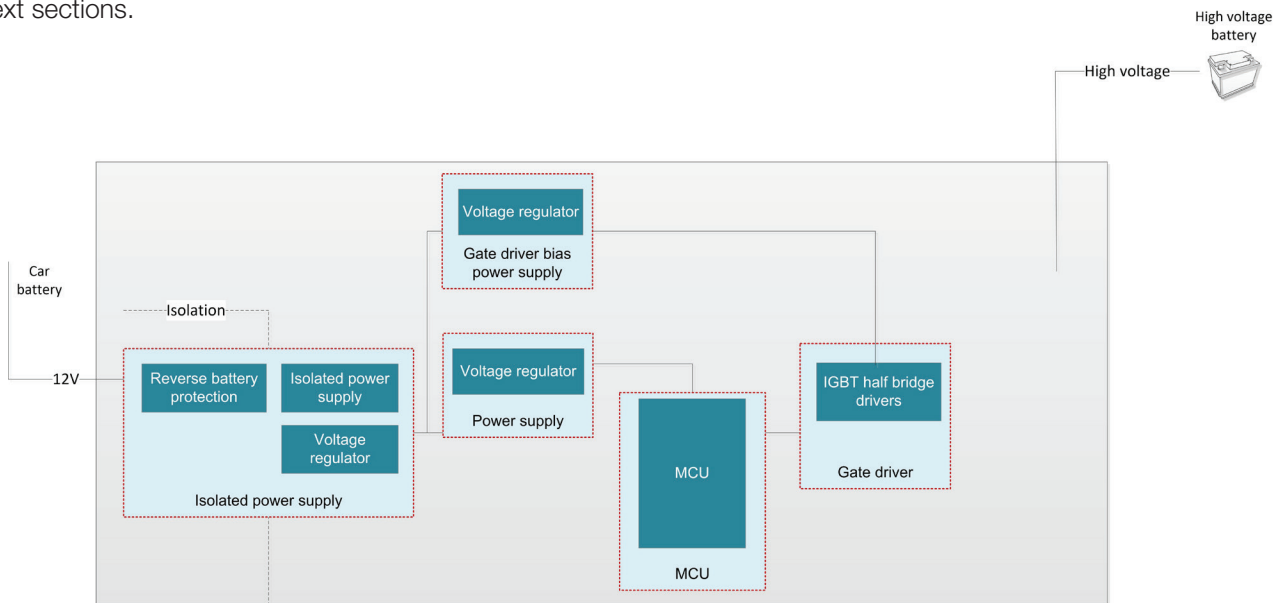 ext sections.
High voltage
battery
High voltage
Voltage regulator
Gate driver bias
power supply
Car
battery
Isolation
12V
Reverse battery
protection
Isolated power
supply
Voltage
regulator
Isolated power supply
Voltage regulator
Power supply
MCU
MCU
IGBT half bridge
drivers
Gate driver